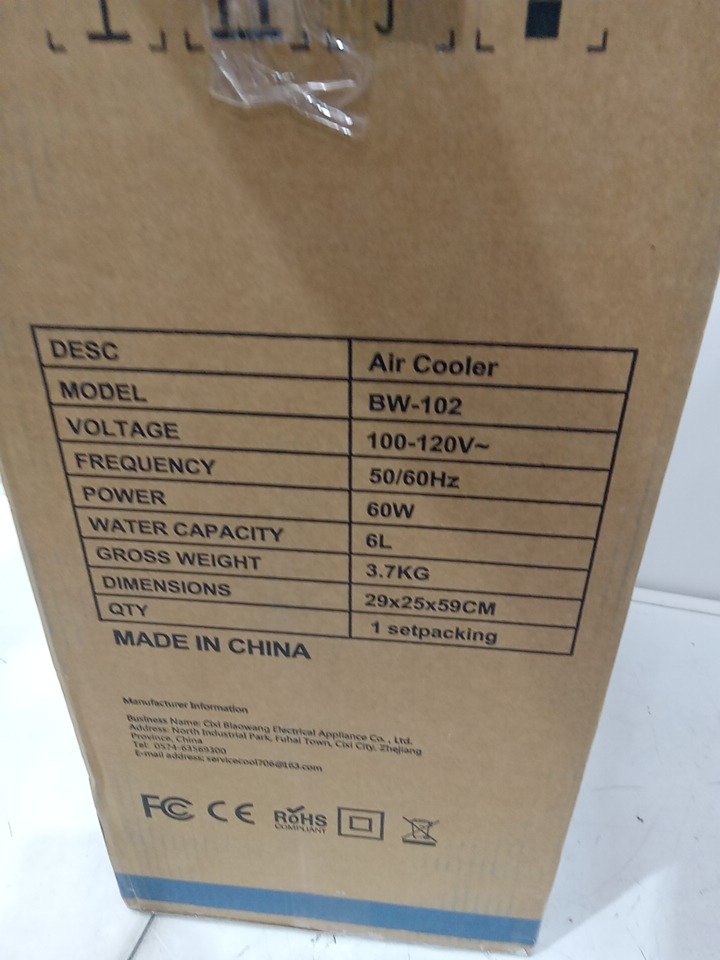 DESC Air Cooler
MODEL BW-102
VOLTAGE 100-120V~
FREQUENCY 50/60Hz
POWER 60W
WATER CAPACITY 6L
GROSS WEIGHT 3.7KG
DIMENSIONS 29x25x59CM
QTY 1 setpacking
MADE IN CHINA
Manufacturer Information
Business Name: Cixi Biaowang Electrical Appliance Co. , Ltd.
Address: North Industrial Park, Fuhai Town, Cixi City, Zhejiang
Province, China
Tel: 0574-63569300
E-mail address: servicecool706@163.com
FC CE RoHS
COMPLIANT